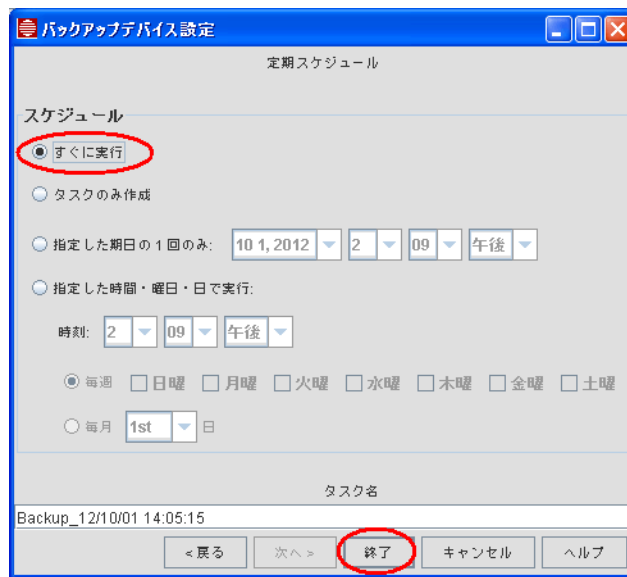 バックアップデバイス設定
定期スケジュール
スケジュール
すぐに実行
タスクのみ作成
指定した期日の1回のみ: 10 1, 2012 2 09 午後
指定した時間・曜日・日で実行:
時刻: 2 09 午後
毎週 日曜 月曜 火曜 水曜 木曜 金曜 土曜
毎月 1st 日
タスク名
Backup_12/10/01 14:05:15
<戻る 次へ> 終了 キャンセル ヘルプ